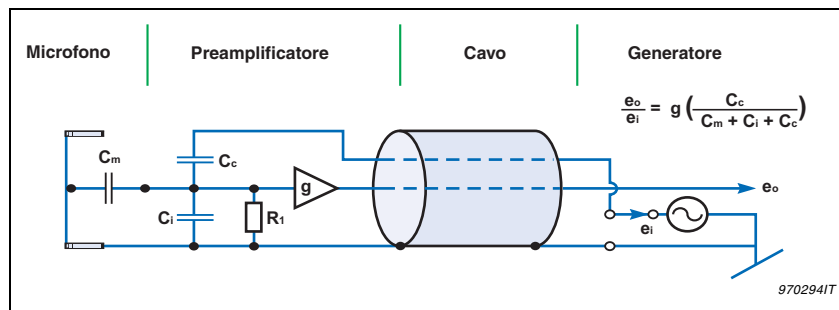 Microfono Preamplificatore Cavo Generatore
eo/ei = g (Cc / Cm + Ci + Cc)
Cm
Cc
g
eo
Ci
R1
ei
970294IT